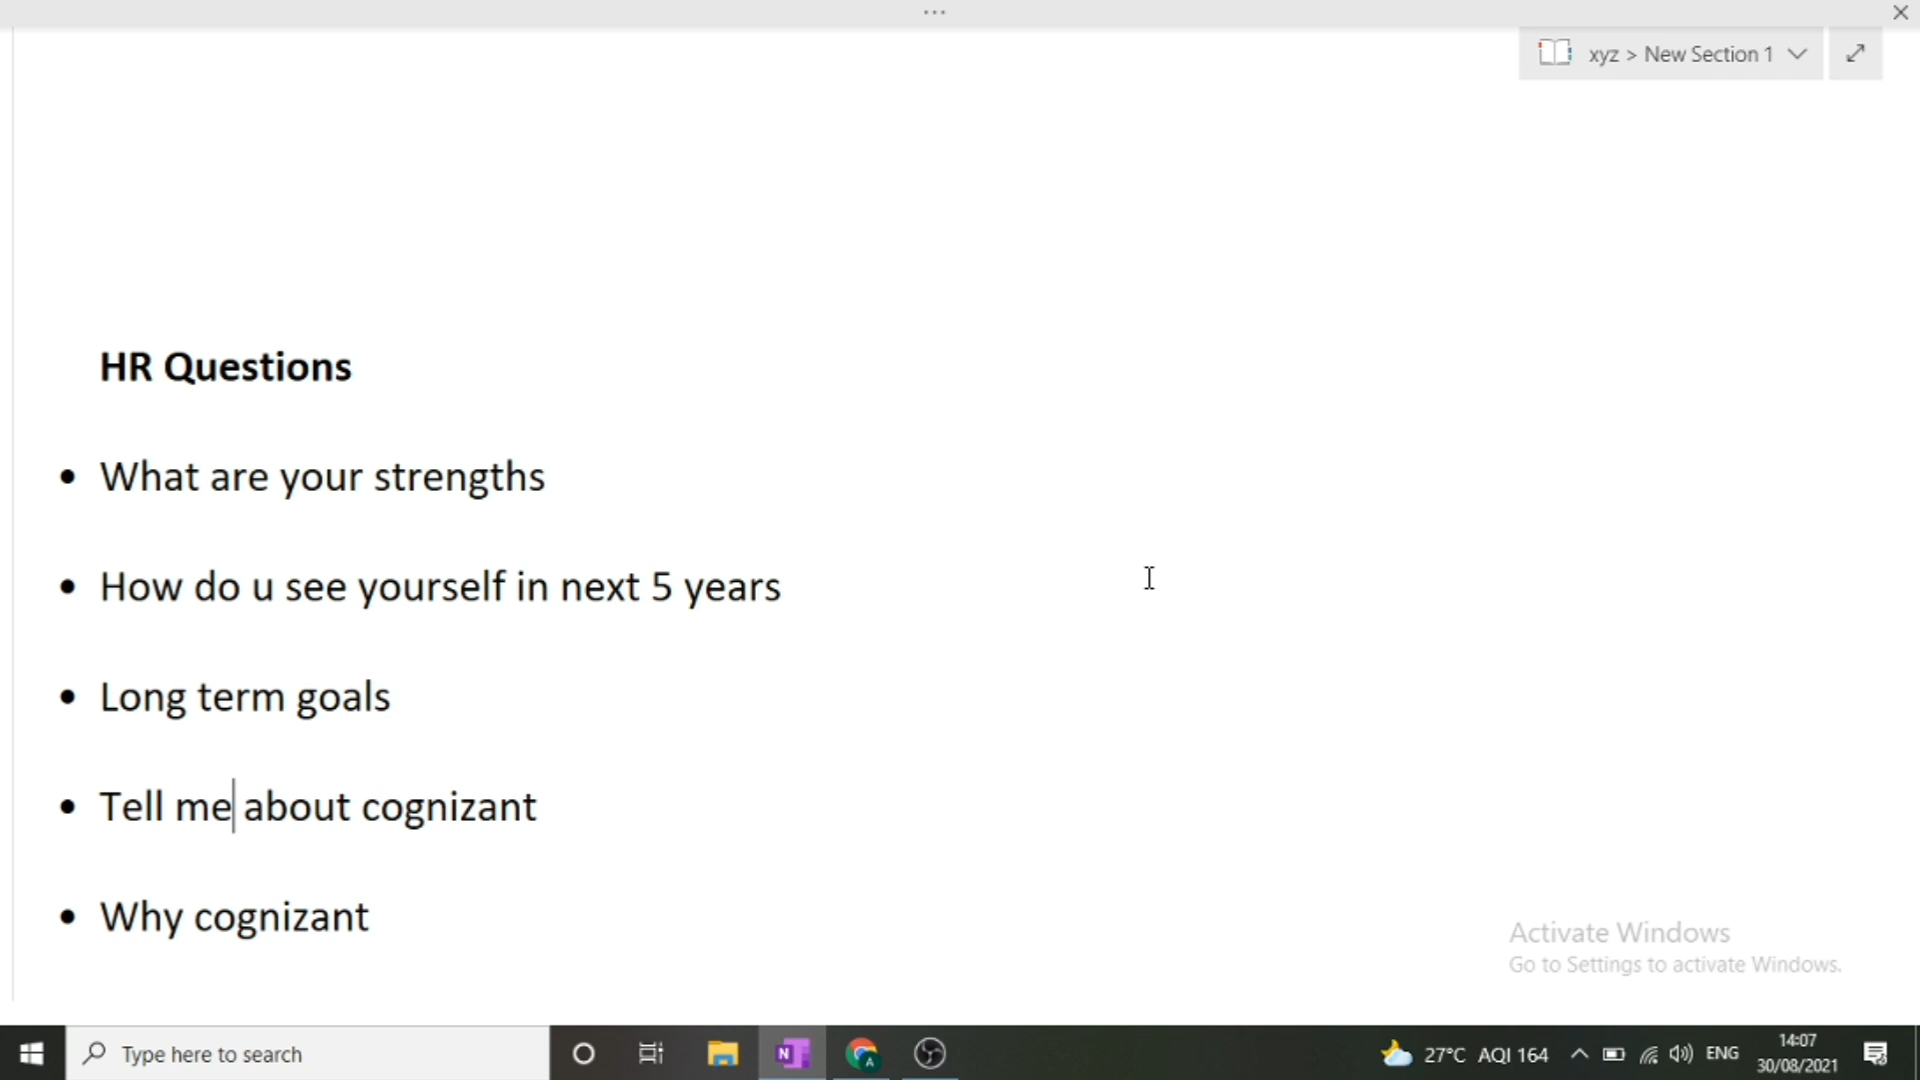 xyz > New Section 1
HR Questions
• What are your strengths
• How do u see yourself in next 5 years
• Long term goals
• Tell me about cognizant
• Why cognizant
Activate Windows
Go to Settings to activate Windows.
Type here to search
27°C AQI 164
ENG
14:07
30/08/2021